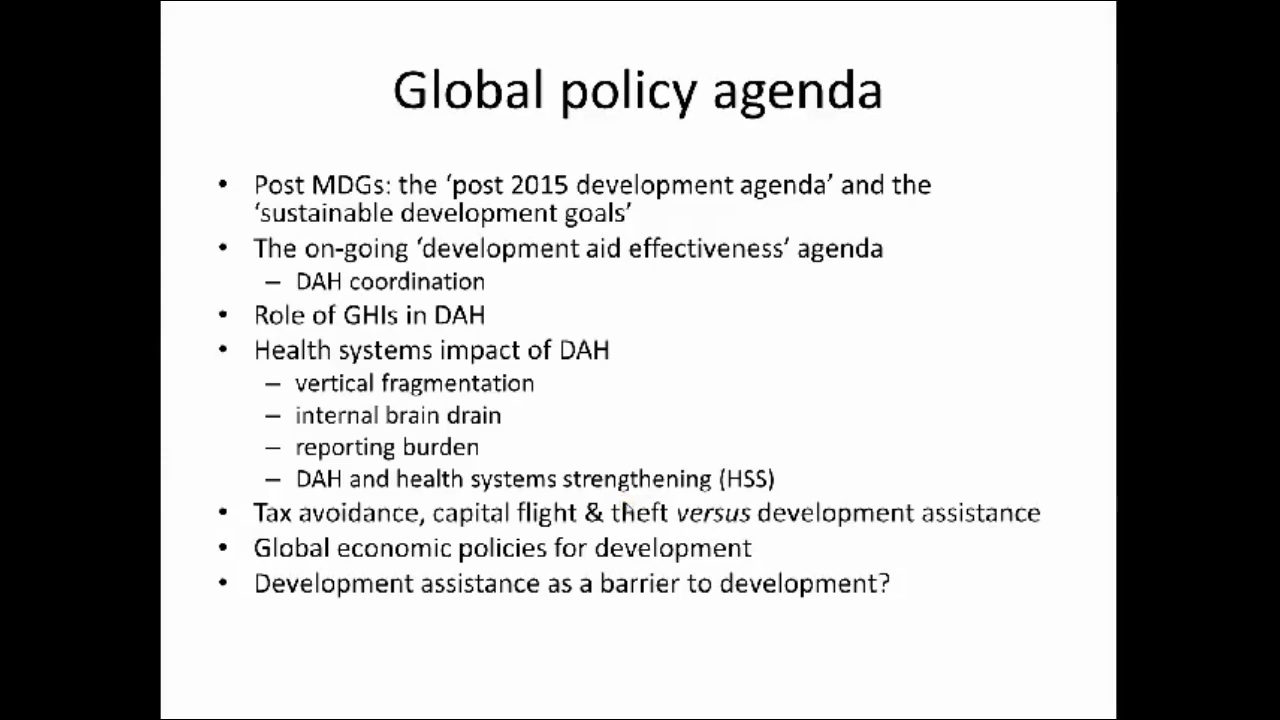 Global policy agenda
• Post MDGs: the ‘post 2015 development agenda’ and the
‘sustainable development goals’
• The on-going ‘development aid effectiveness’ agenda
– DAH coordination
• Role of GHIs in DAH
• Health systems impact of DAH
– vertical fragmentation
– internal brain drain
– reporting burden
– DAH and health systems strengthening (HSS)
• Tax avoidance, capital flight & theft versus development assistance
• Global economic policies for development
• Development assistance as a barrier to development?